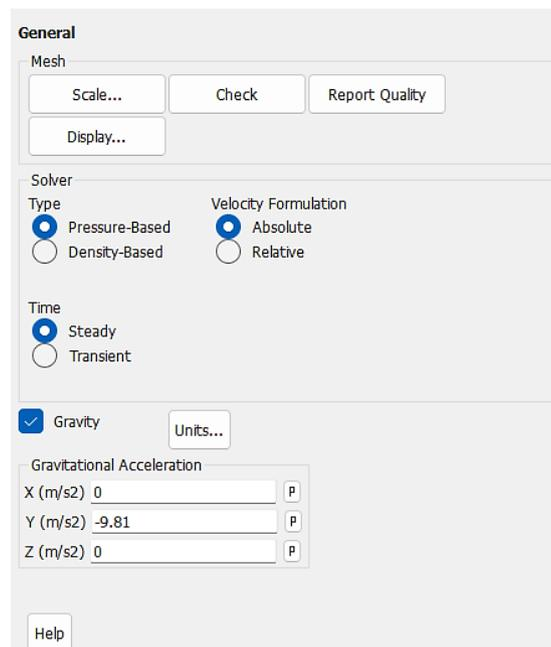 General
Mesh
Scale... Check Report Quality
Display...
Solver
Type Velocity Formulation
Pressure-Based Absolute
Density-Based Relative
Time
Steady
Transient
Gravity Units...
Gravitational Acceleration
X (m/s2) 0 P
Y (m/s2) -9.81 P
Z (m/s2) 0 P
Help